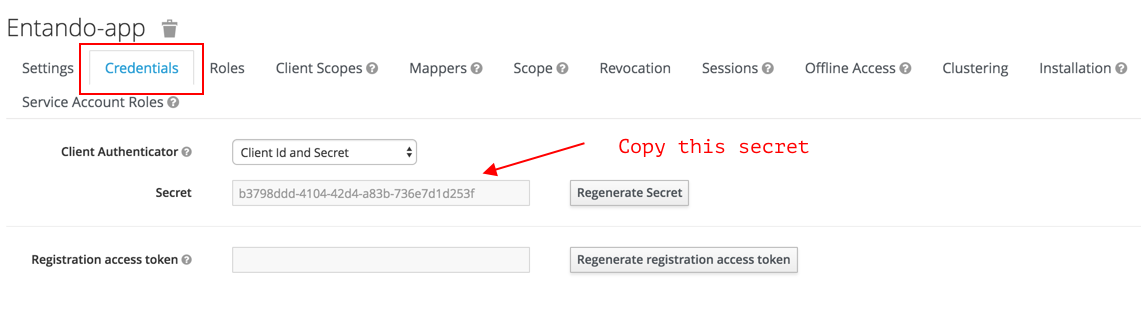 Entando-app
Settings Credentials Roles Client Scopes ? Mappers ? Scope ? Revocation Sessions ? Offline Access ? Clustering Installation ?
Service Account Roles ?
Client Authenticator ? Client Id and Secret
Copy this secret
Secret b3798ddd-4104-42d4-a83b-736e7d1d253f Regenerate Secret
Registration access token ? Regenerate registration access token